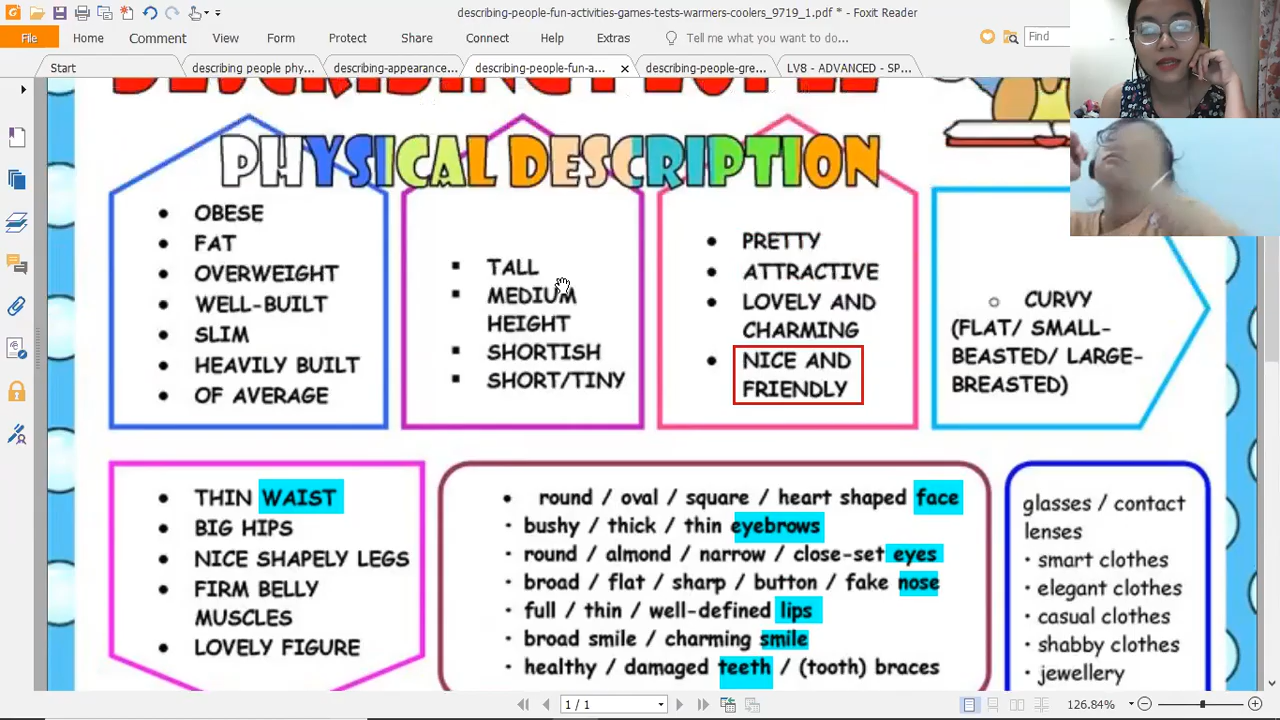 describing-people-fun-activities-games-tests-warmers-coolers_9719_1.pdf * - Foxit Reader
File Home Comment View Form Protect Share Connect Help Extras Tell me what you want to do... Find
Start describing people phy... describing-appearance... describing-people-fun-a... describing-people-gre... LV8 - ADVANCED - SP...
DESCRIBING PEOPLE
PHYSICAL DESCRIPTION
• OBESE
• FAT
• OVERWEIGHT
• WELL-BUILT
• SLIM
• HEAVILY BUILT
• OF AVERAGE
▪ TALL
▪ MEDIUM
HEIGHT
▪ SHORTISH
▪ SHORT/TINY
• PRETTY
• ATTRACTIVE
• LOVELY AND
CHARMING
• NICE AND
FRIENDLY
○ CURVY
(FLAT/ SMALL-
BEASTED/ LARGE-
BREASTED)
• THIN WAIST
• BIG HIPS
• NICE SHAPELY LEGS
• FIRM BELLY
MUSCLES
• LOVELY FIGURE
• round / oval / square / heart shaped face
· bushy / thick / thin eyebrows
· round / almond / narrow / close-set eyes
· broad / flat / sharp / button / fake nose
· full / thin / well-defined lips
· broad smile / charming smile
· healthy / damaged teeth / (tooth) braces
glasses / contact
lenses
· smart clothes
· elegant clothes
· casual clothes
· shabby clothes
· jewellery
1 / 1
126.84%